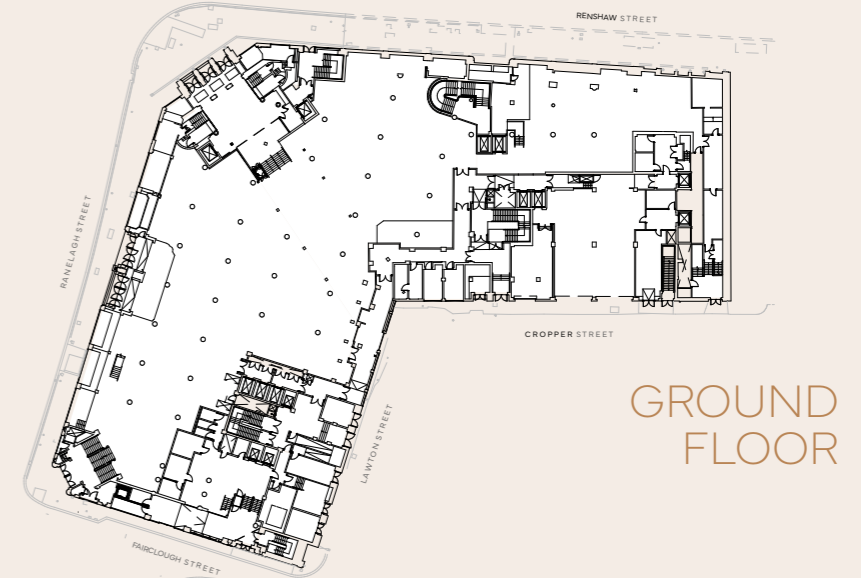 RENSHAW STREET
RANELAGH STREET
CROPPER STREET
GROUND
FLOOR
LAWTON STREET
FAIRCLOUGH STREET